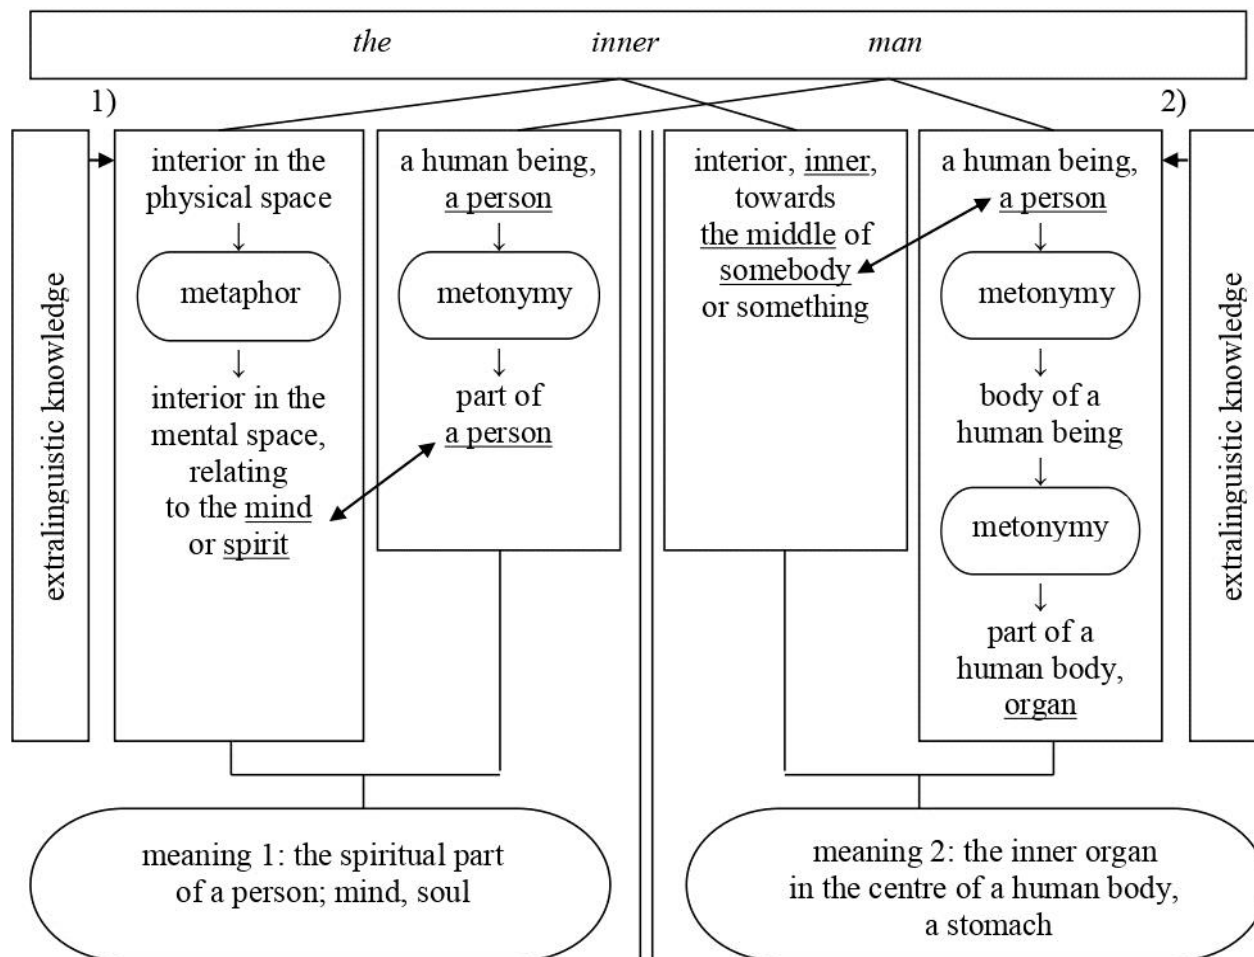 the inner man
1)
2)
extralinguistic knowledge
interior in the
physical space
↓
metaphor
↓
interior in the
mental space,
relating
to the mind
or spirit
a human being,
a person
↓
metonymy
↓
part of
a person
interior, inner,
towards
the middle of
somebody
or something
a human being,
a person
↓
metonymy
↓
body of a
human being
↓
metonymy
↓
part of a
human body,
organ
extralinguistic knowledge
meaning 1: the spiritual part
of a person; mind, soul
meaning 2: the inner organ
in the centre of a human body,
a stomach